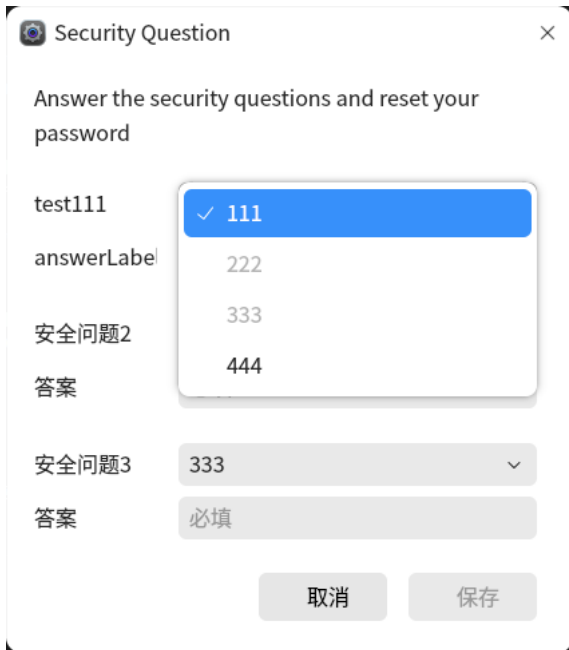 Security Question
Answer the security questions and reset your
password
test111
111
answerLabel
222
333
安全问题2
444
答案
安全问题3
333
答案
必填
取消
保存